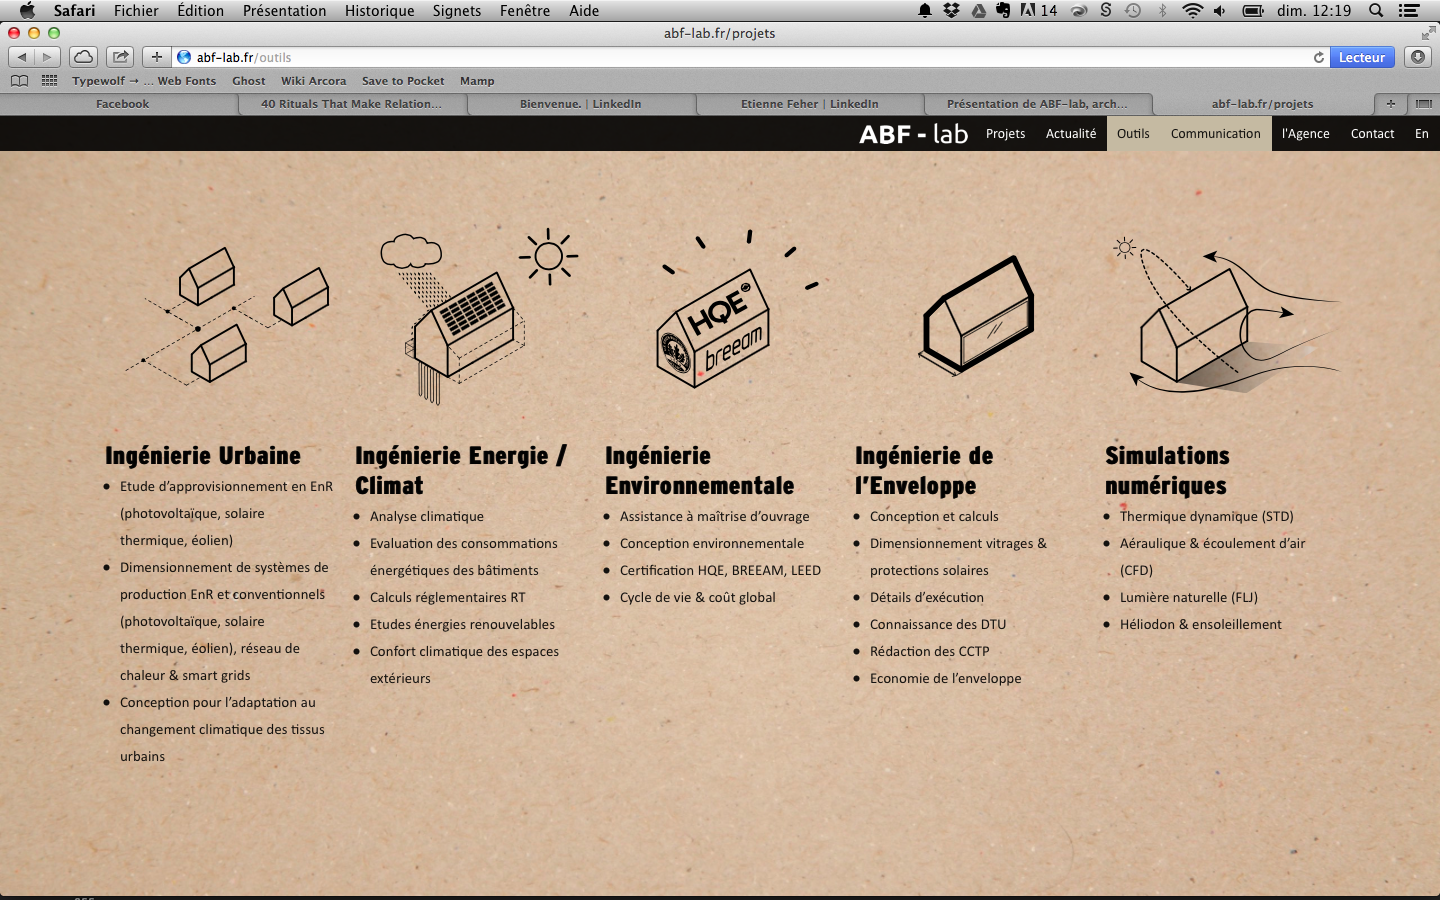 Safari Fichier Édition Présentation Historique Signets Fenêtre Aide 14 dim. 12:19
abf-lab.fr/projets
abf-lab.fr/outils Lecteur
Typewolf → ... Web Fonts Ghost Wiki Arcora Save to Pocket Mamp
Facebook 40 Rituals That Make Relation... Bienvenue. | LinkedIn Etienne Feher | LinkedIn Présentation de ABF-lab, arch... abf-lab.fr/projets
ABF - lab Projets Actualité Outils Communication l'Agence Contact En
HQE
breeam
Ingénierie Urbaine
Etude d’approvisionnement en EnR
(photovoltaïque, solaire
thermique, éolien)
Dimensionnement de systèmes de
production EnR et conventionnels
(photovoltaïque, solaire
thermique, éolien), réseau de
chaleur & smart grids
Conception pour l’adaptation au
changement climatique des tissus
urbains
Ingénierie Energie /
Climat
Analyse climatique
Evaluation des consommations
énergétiques des bâtiments
Calculs réglementaires RT
Etudes énergies renouvelables
Confort climatique des espaces
extérieurs
Ingénierie
Environnementale
Assistance à maîtrise d’ouvrage
Conception environnementale
Certification HQE, BREEAM, LEED
Cycle de vie & coût global
Ingénierie de
l’Enveloppe
Conception et calculs
Dimensionnement vitrages &
protections solaires
Détails d’exécution
Connaissance des DTU
Rédaction des CCTP
Economie de l’enveloppe
Simulations
numériques
Thermique dynamique (STD)
Aéraulique & écoulement d’air
(CFD)
Lumière naturelle (FLJ)
Héliodon & ensoleillement